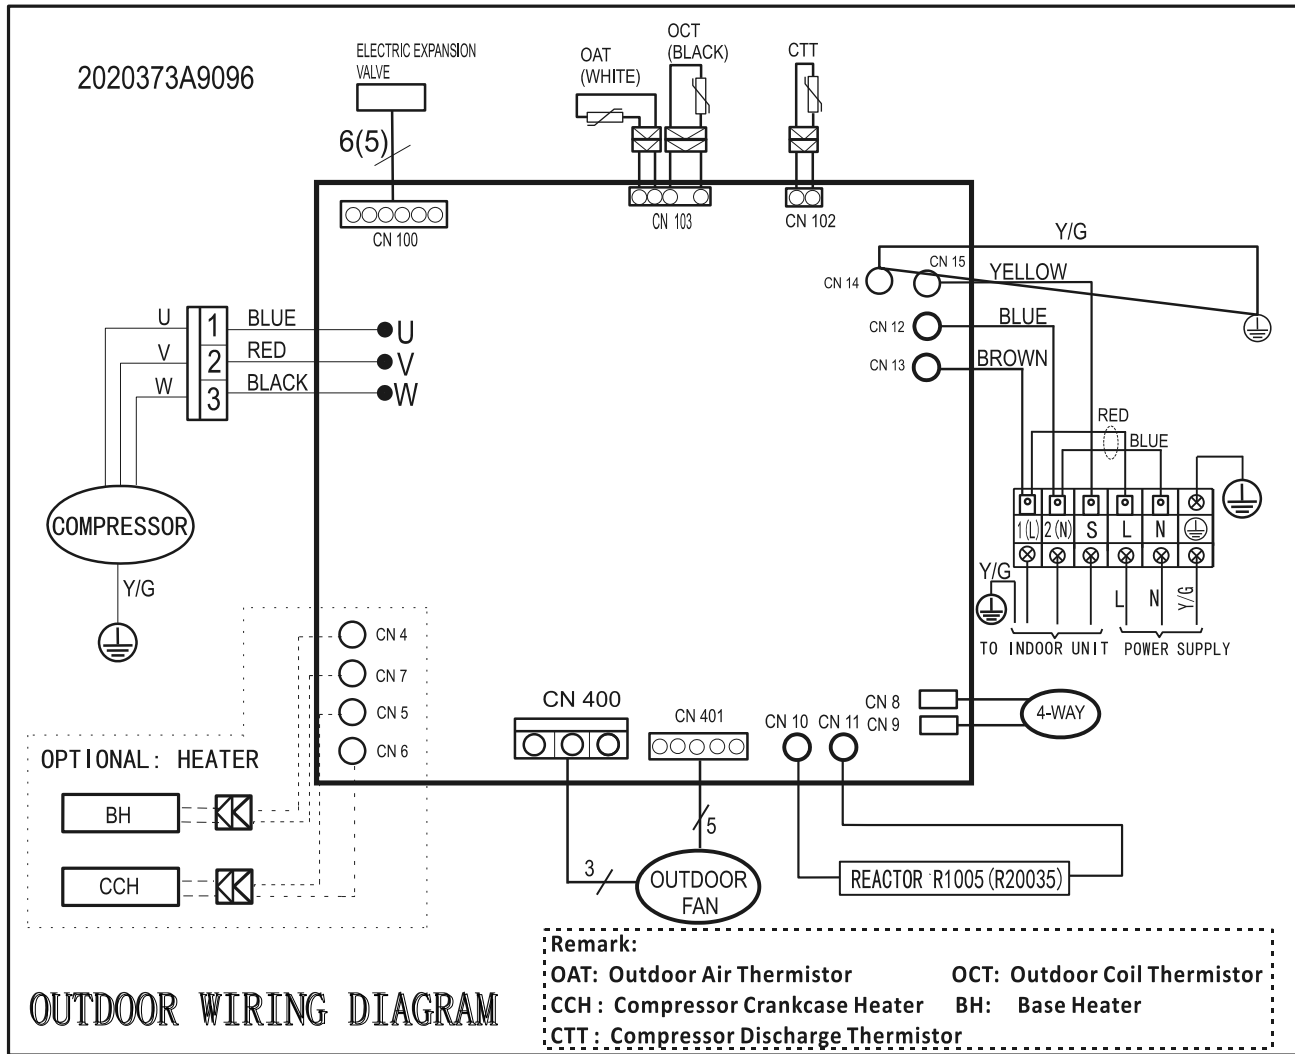 2020373A9096
ELECTRIC EXPANSION
VALVE
6(5)
OAT
(WHITE)
OCT
(BLACK)
CTT
CN 100
CN 103
CN 102
Y/G
CN 14
CN 15
YELLOW
CN 12
BLUE
CN 13
BROWN
U
V
W
1
2
3
BLUE
RED
BLACK
U
V
W
COMPRESSOR
Y/G
RED
BLUE
1(L)
2(N)
S
L
N
Y/G
L
N
Y/G
TO INDOOR UNIT
POWER SUPPLY
CN 4
CN 7
CN 5
CN 6
OPTIONAL: HEATER
BH
CCH
CN 400
CN 401
CN 10
CN 11
CN 8
CN 9
4-WAY
3
5
OUTDOOR
FAN
REACTOR R1005(R20035)
Remark:
OAT: Outdoor Air Thermistor OCT: Outdoor Coil Thermistor
CCH : Compressor Crankcase Heater BH: Base Heater
CTT : Compressor Discharge Thermistor
OUTDOOR WIRING DIAGRAM